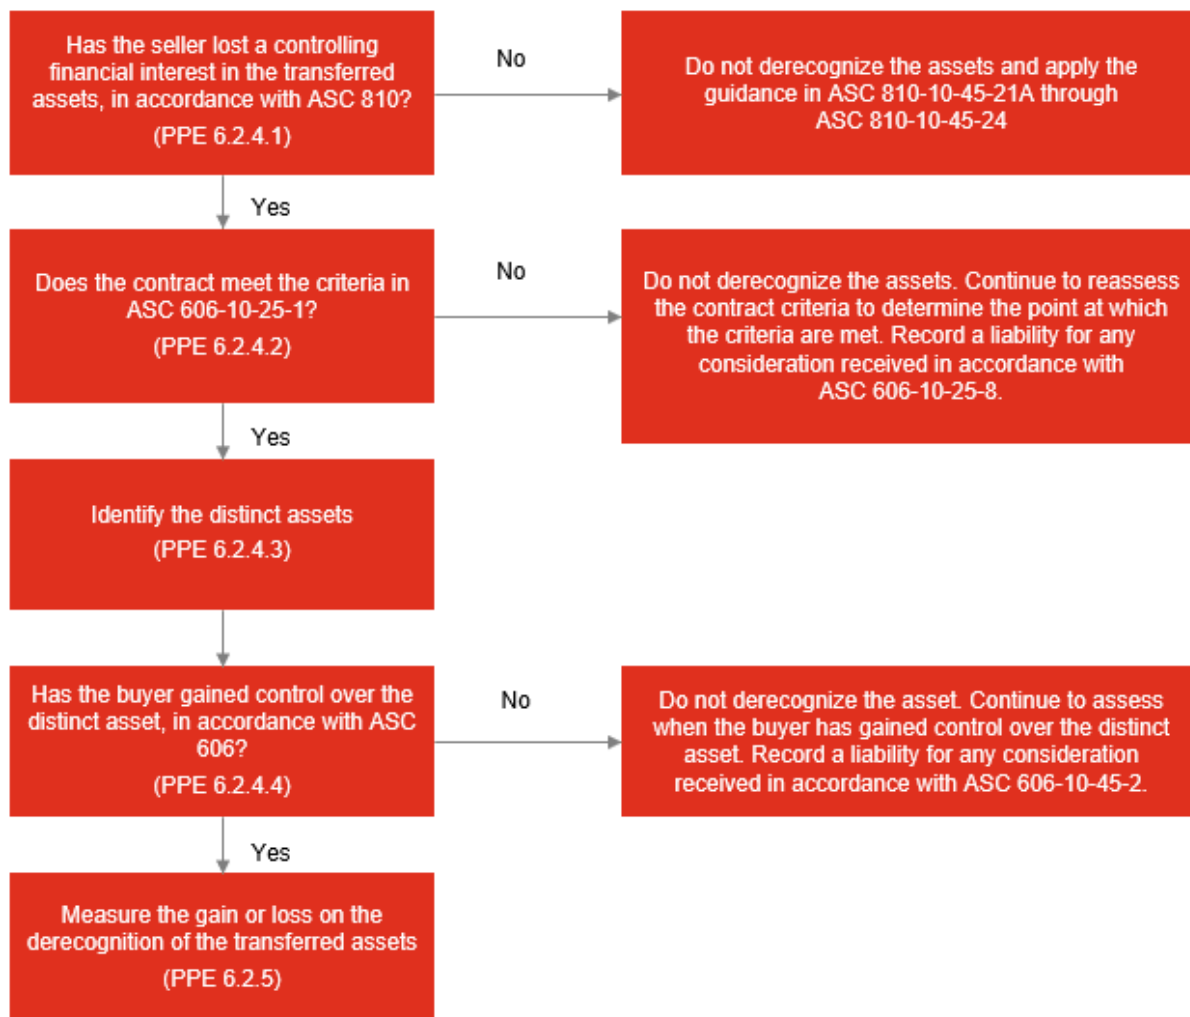 Has the seller lost a controlling
financial interest in the transferred
assets, in accordance with ASC 810?
(PPE 6.2.4.1)
No
Do not derecognize the assets and apply the
guidance in ASC 810-10-45-21A through
ASC 810-10-45-24
Yes
Does the contract meet the criteria in
ASC 606-10-25-1?
(PPE 6.2.4.2)
No
Do not derecognize the assets. Continue to reassess
the contract criteria to determine the point at which
the criteria are met. Record a liability for any
consideration received in accordance with
ASC 606-10-25-8.
Yes
Identify the distinct assets
(PPE 6.2.4.3)
Has the buyer gained control over the
distinct asset, in accordance with ASC
606?
(PPE 6.2.4.4)
No
Do not derecognize the asset. Continue to assess
when the buyer has gained control over the distinct
asset. Record a liability for any consideration
received in accordance with ASC 606-10-45-2.
Yes
Measure the gain or loss on the
derecognition of the transferred assets
(PPE 6.2.5)